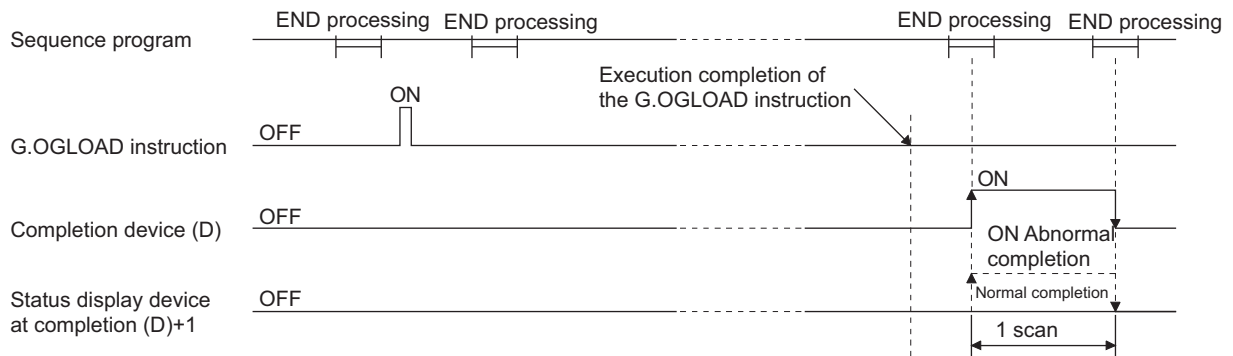 END processing
END processing
END processing
END processing
Sequence program
Execution completion of
the G.OGLOAD instruction
ON
OFF
G.OGLOAD instruction
ON
OFF
Completion device (D)
ON Abnormal
completion
OFF
Normal completion
Status display device
at completion (D)+1
1 scan